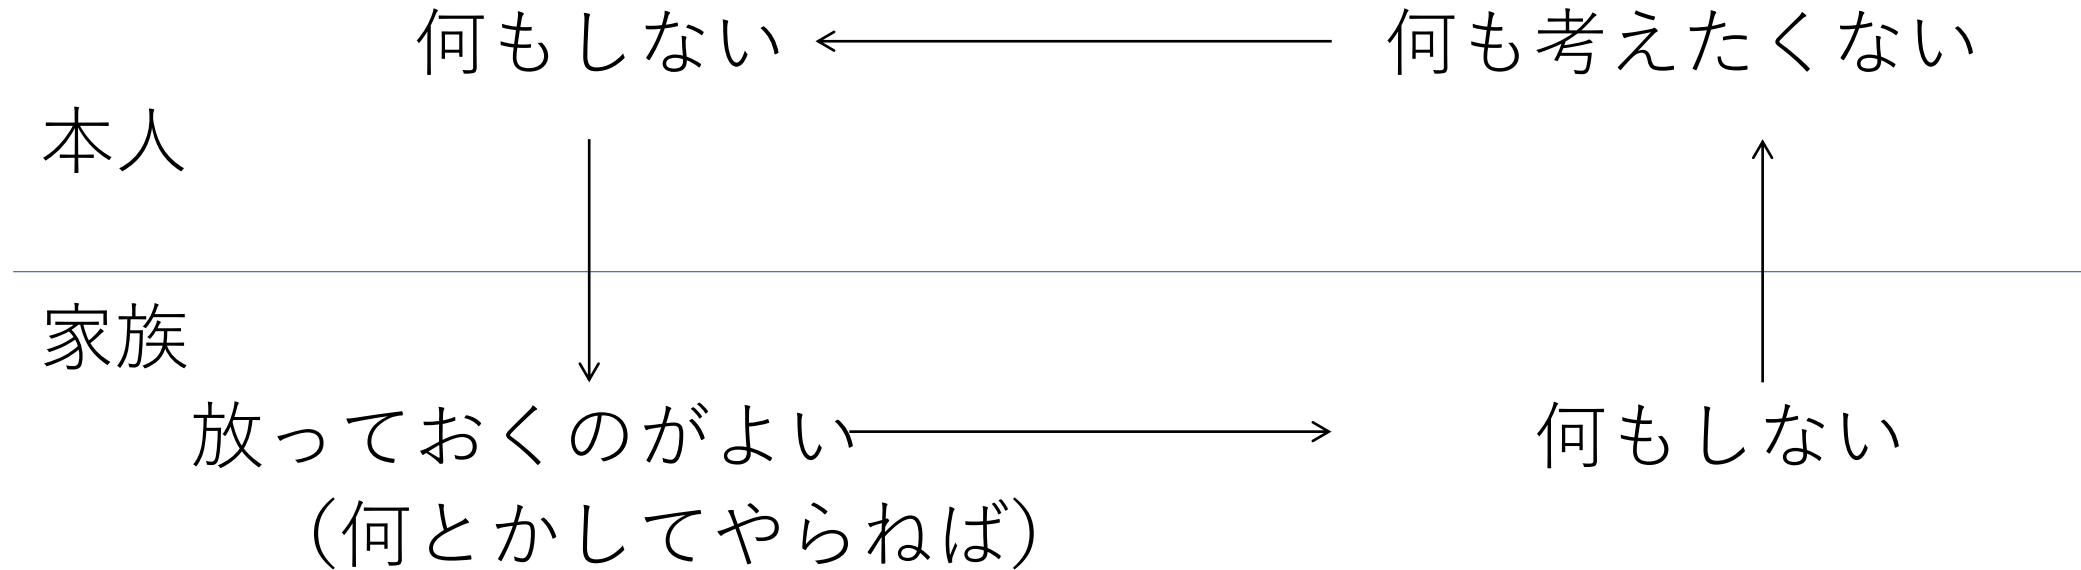 何もしない
何も考えたくない
本人
家族
放っておくのがよい
何もしない
（何とかしてやらねば）